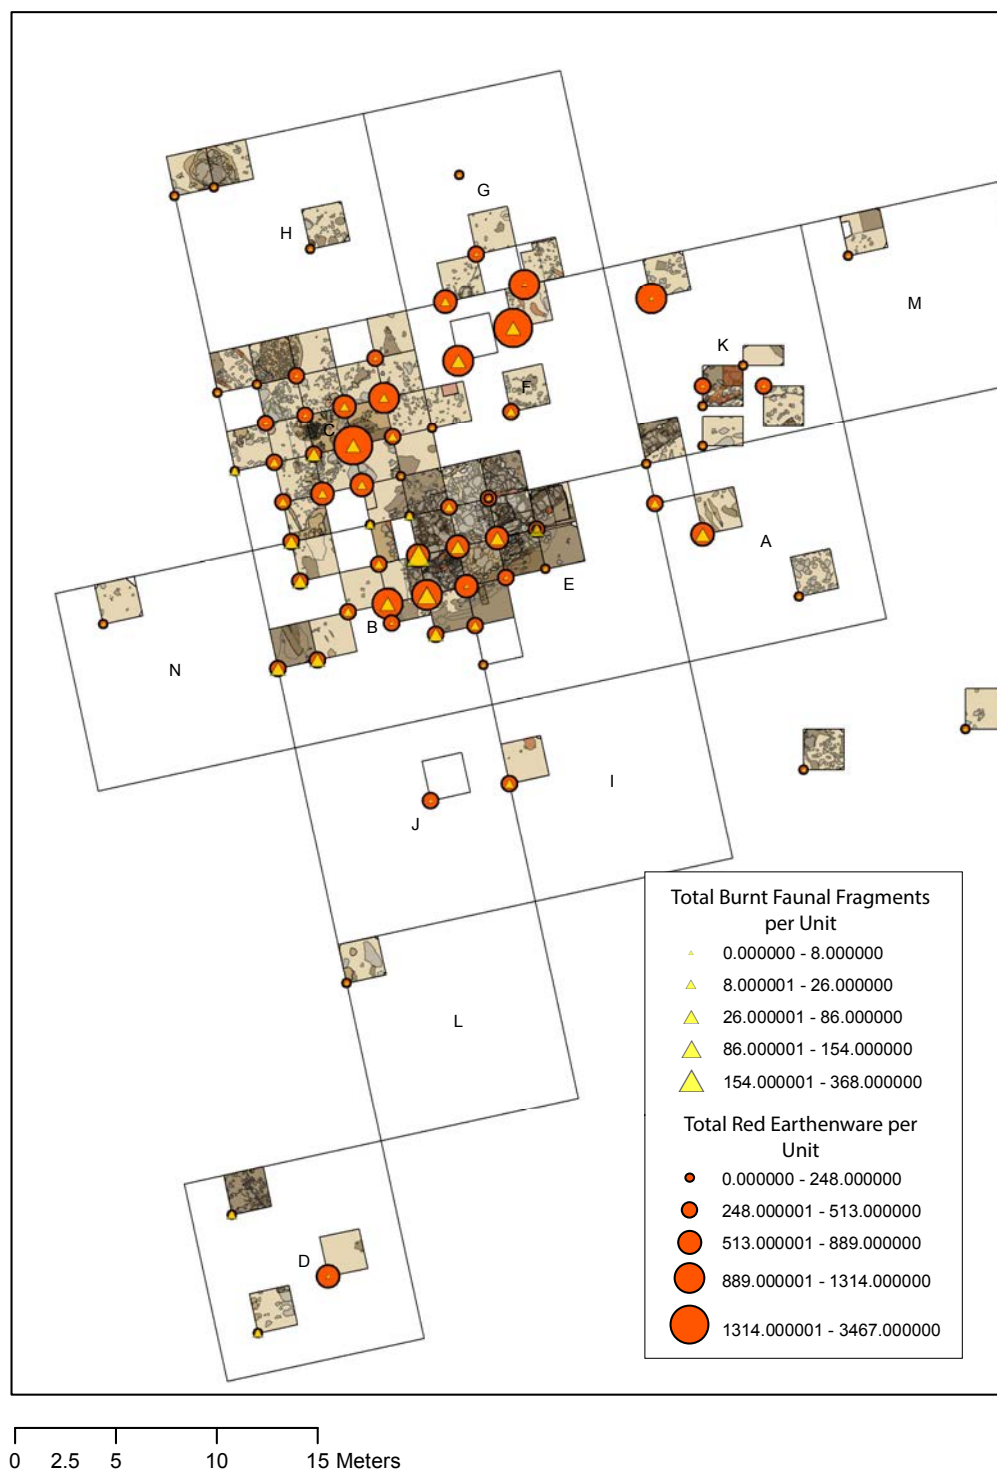 G
H
M
K
F
C
A
E
B
N
I
J
L
D
Total Burnt Faunal Fragments
per Unit
0.000000 - 8.000000
8.000001 - 26.000000
26.000001 - 86.000000
86.000001 - 154.000000
154.000001 - 368.000000
Total Red Earthenware per
Unit
0.000000 - 248.000000
248.000001 - 513.000000
513.000001 - 889.000000
889.000001 - 1314.000000
1314.000001 - 3467.000000
0 2.5 5 10 15 Meters